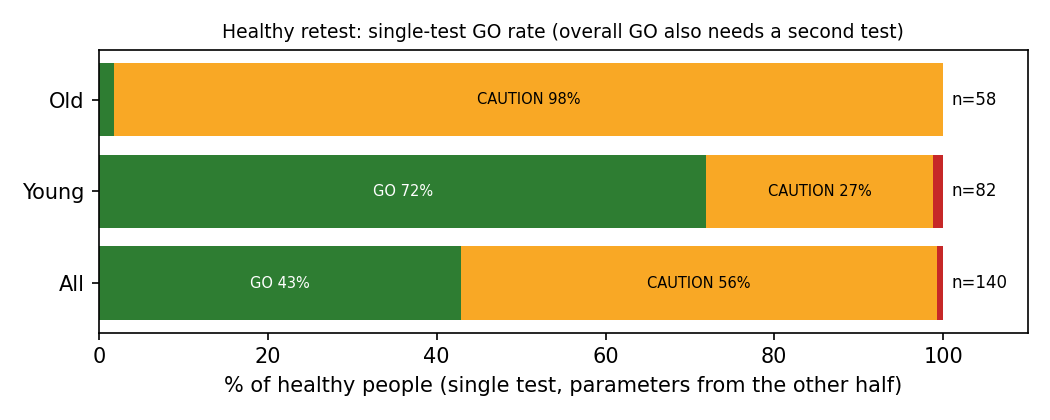 Healthy retest: single-test GO rate (overall GO also needs a second test)
Old
CAUTION 98%
n=58
Young
GO 72%
CAUTION 27%
n=82
All
GO 43%
CAUTION 56%
n=140
0 20 40 60 80 100
% of healthy people (single test, parameters from the other half)